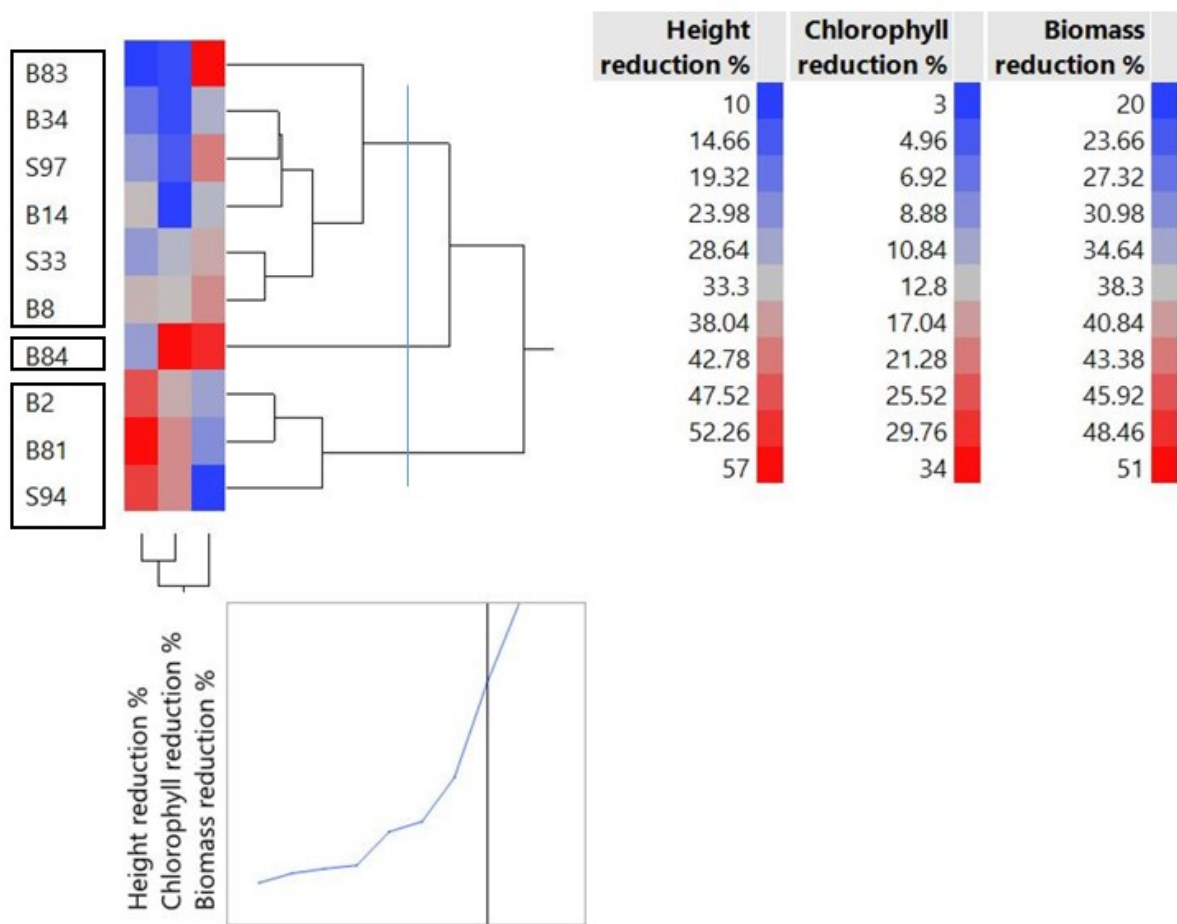 B83
B34
S97
B14
S33
B8
B84
B2
B81
S94
Height reduction %
Chlorophyll reduction %
Biomass reduction %
Height Chlorophyll Biomass
reduction % reduction % reduction %
10 3 20
14.66 4.96 23.66
19.32 6.92 27.32
23.98 8.88 30.98
28.64 10.84 34.64
33.3 12.8 38.3
38.04 17.04 40.84
42.78 21.28 43.38
47.52 25.52 45.92
52.26 29.76 48.46
57 34 51